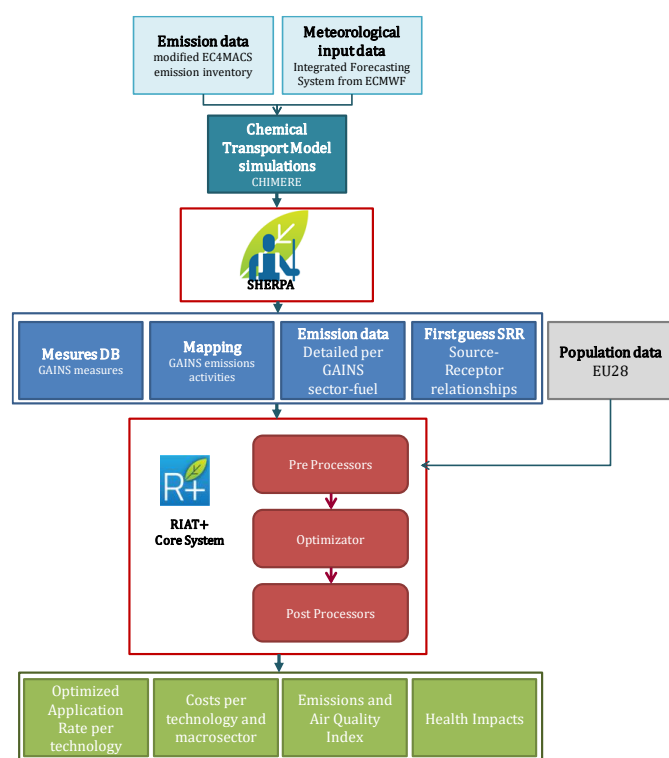 Emission data
modified EC4MACS
emission inventory
Meteorological
input data
Integrated Forecasting
System from ECMWF
Chemical
Transport Model
simulations
CHIMERE
SHERPA
Mesures DB
GAINS measures
Mapping
GAINS emissions
activities
Emission data
Detailed per
GAINS
sector-fuel
First guess SRR
Source-
Receptor
relationships
Population data
EU28
R+
RIAT+
Core System
Pre Processors
Optimizator
Post Processors
Optimized
Application
Rate per
technology
Costs per
technology and
macrosector
Emissions and
Air Quality
Index
Health Impacts